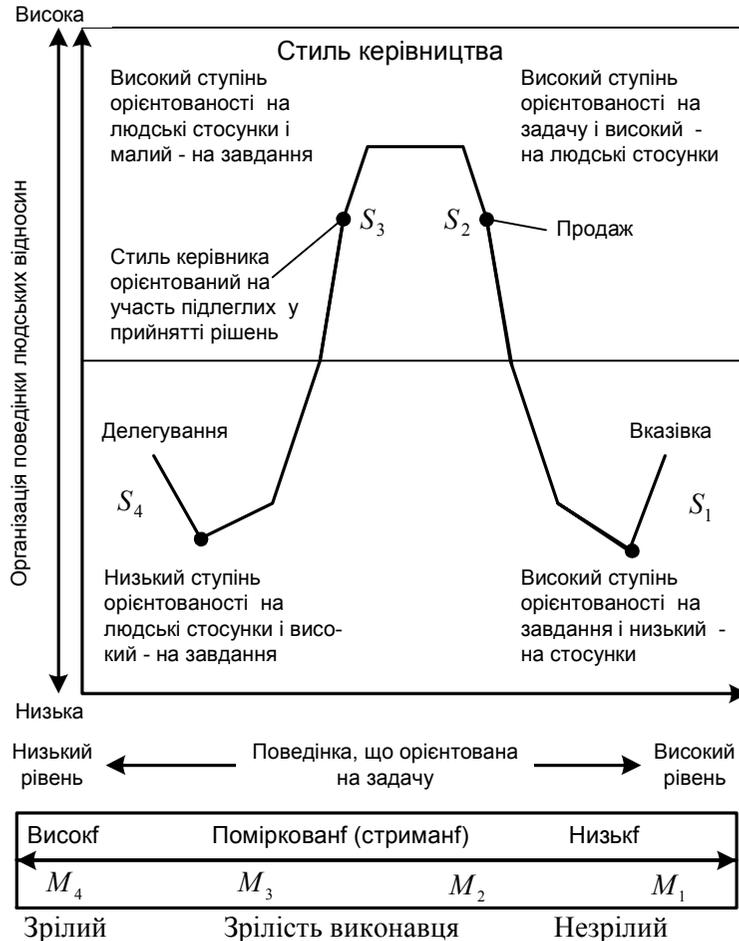 Висока
Стиль керівництва
Високий ступінь
орієнтованості на
людські стосунки і
малий - на завдання
Високий ступінь
орієнтованості на
задачу і високий -
на людські стосунки
S3
S2
Продаж
Стиль керівника
орієнтований на
участь підлеглих у
прийнятті рішень
Організація поведінки людських відносин
Делегування
Вказівка
S4
S1
Низький ступінь
орієнтованості на
людські стосунки і висо-
кий - на завдання
Високий ступінь
орієнтованості на
завдання і низький -
на стосунки
Низька
Низький
рівень
Поведінка, що орієнтована
на задачу
Високий
рівень
Високf
Поміркованf (стриманf)
Низькf
M4
M3
M2
M1
Зрілий
Зрілість виконавця
Незрілий